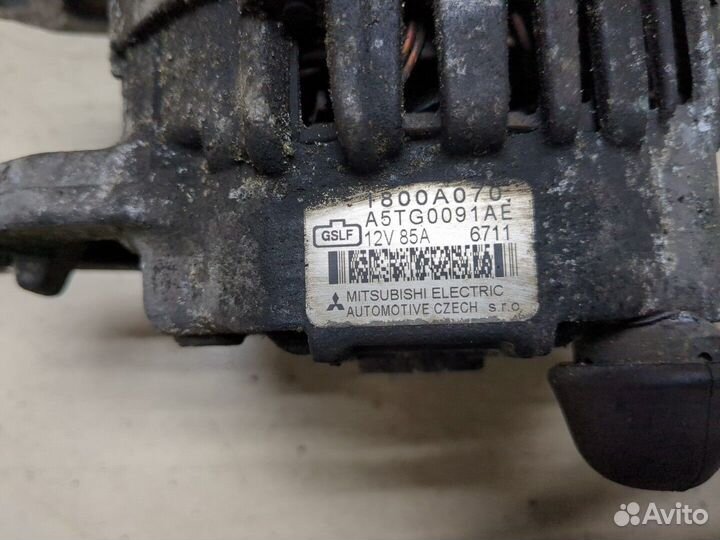 1800A070
A5TG0091AE
GSLF 12V 85A 6711
MITSUBISHI ELECTRIC
AUTOMOTIVE CZECH s.r.o.
Avito